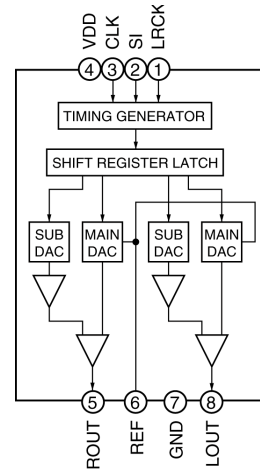 VDD CLK SI LRCK
4 3 2 1
TIMING GENERATOR
SHIFT REGISTER LATCH
SUB DAC
MAIN DAC
SUB DAC
MAIN DAC
5 6 7 8
ROUT REF GND LOUT